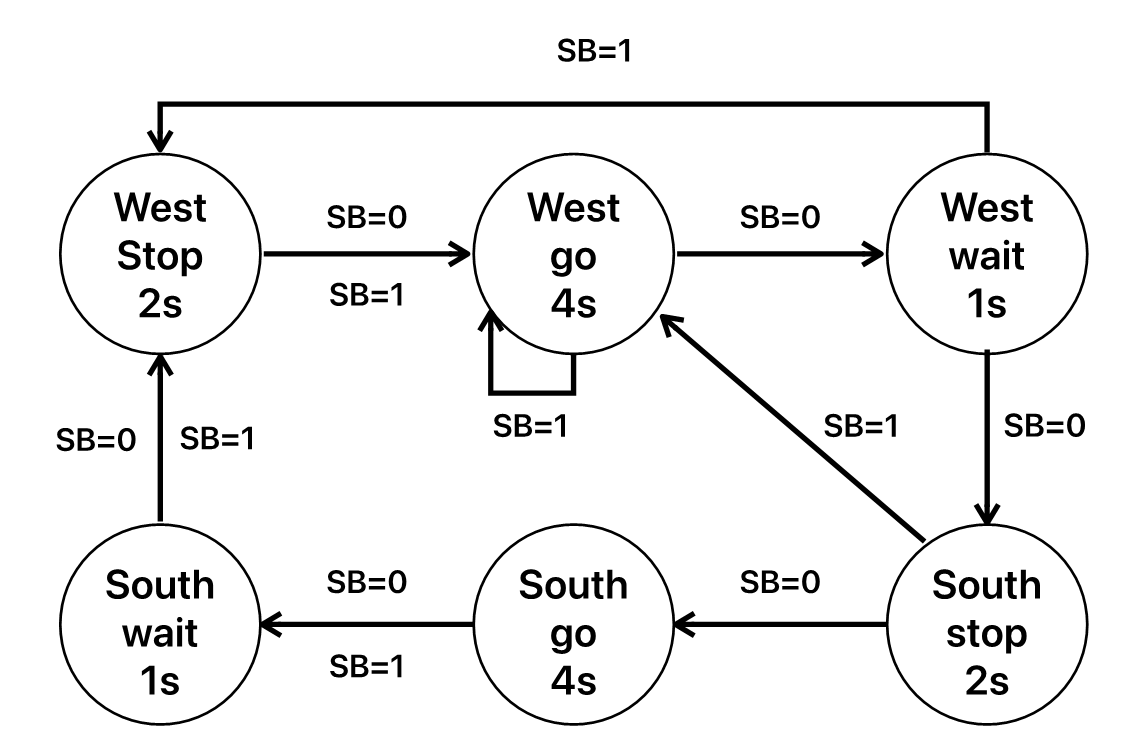 SB=1
West
Stop
2s
SB=0
SB=1
West
go
4s
SB=0
West
wait
1s
SB=1
SB=0
SB=1
SB=1
SB=0
South
wait
1s
SB=0
SB=1
South
go
4s
SB=0
South
stop
2s